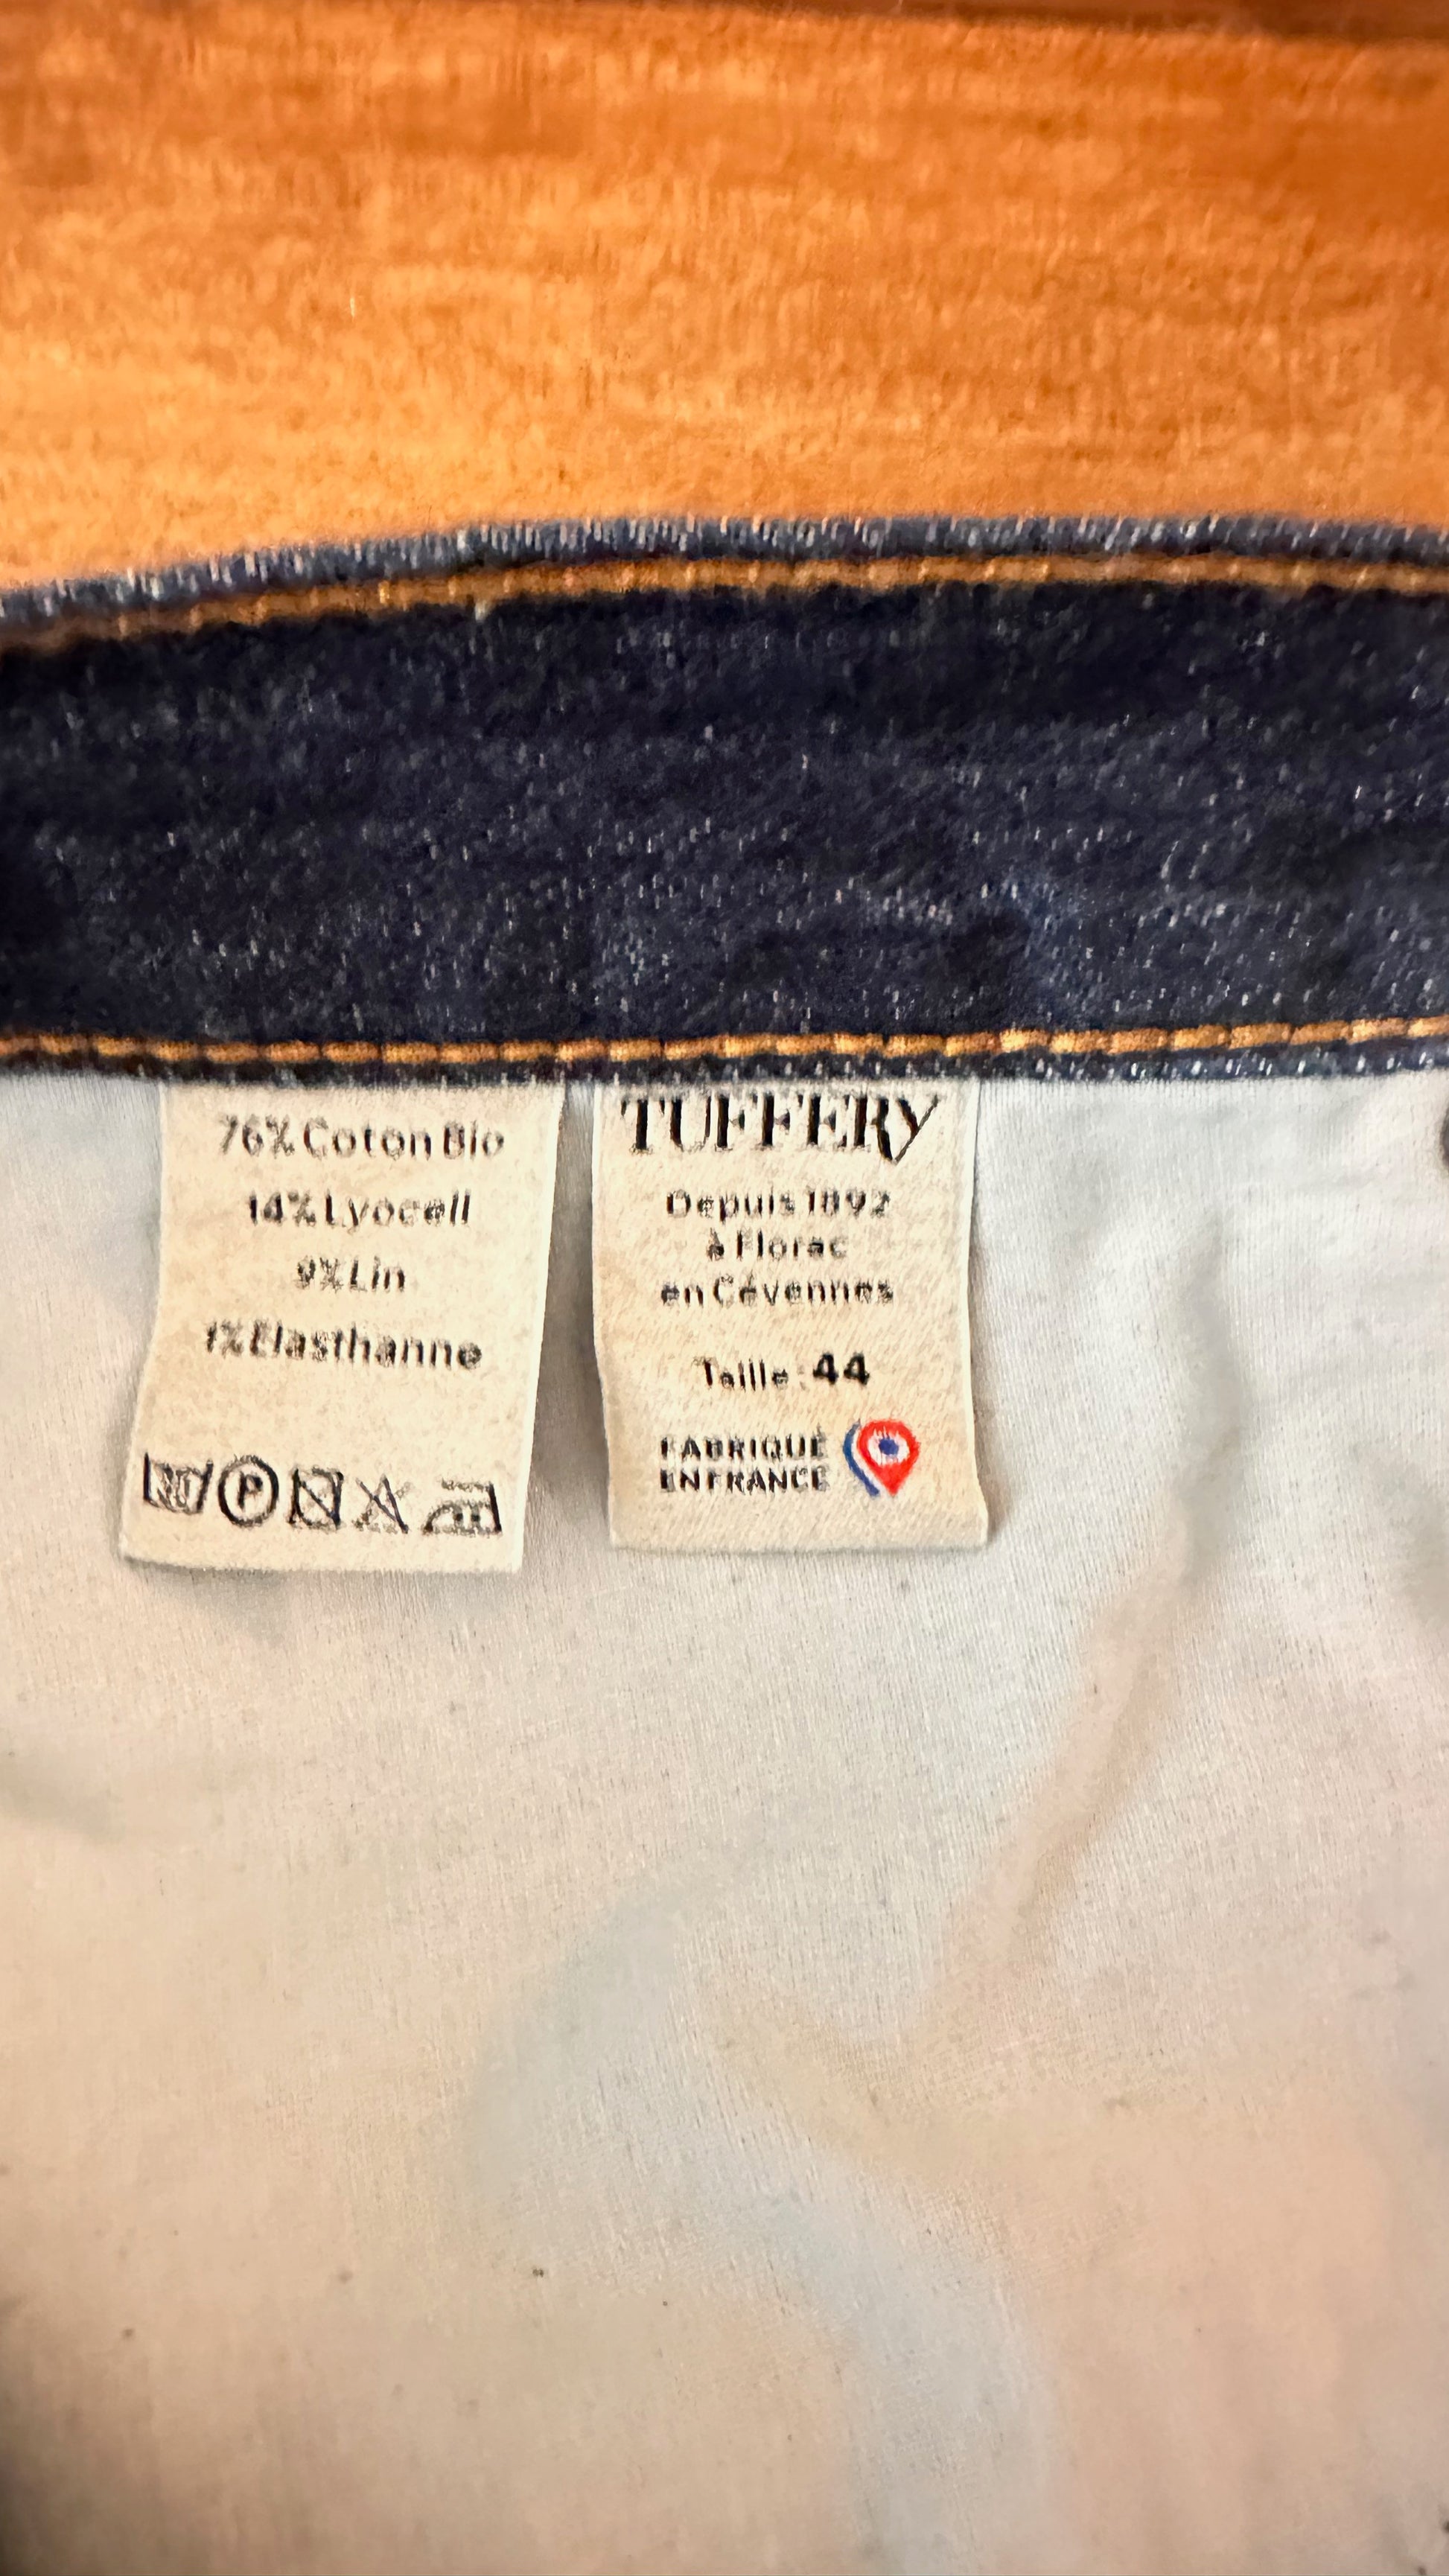 76% Coton Bio
14% Lyocell
9% Lin
1% Elasthanne
P
TUFFERY
Depuis 1892
à Florac
en Cévennes
Taille : 44
FABRIQUÉ
EN FRANCE